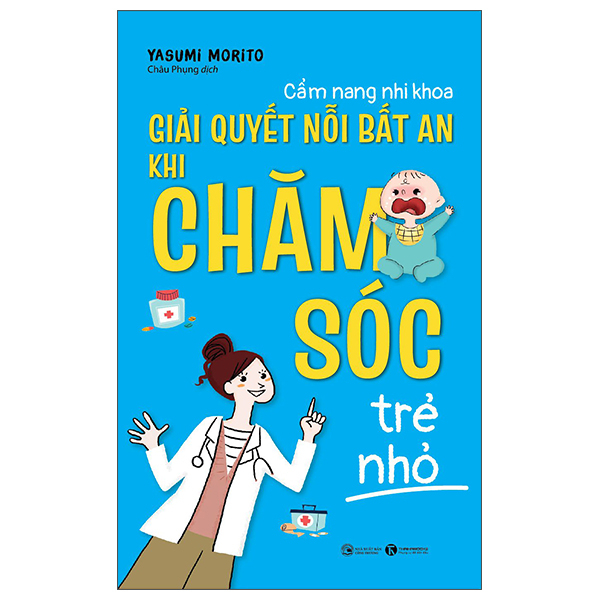 YASUMI MORITO
Châu Phụng dịch
Cẩm nang nhi khoa
GIẢI QUYẾT NỖI BẤT AN
KHI
CHĂM
SÓC
trẻ
nhỏ